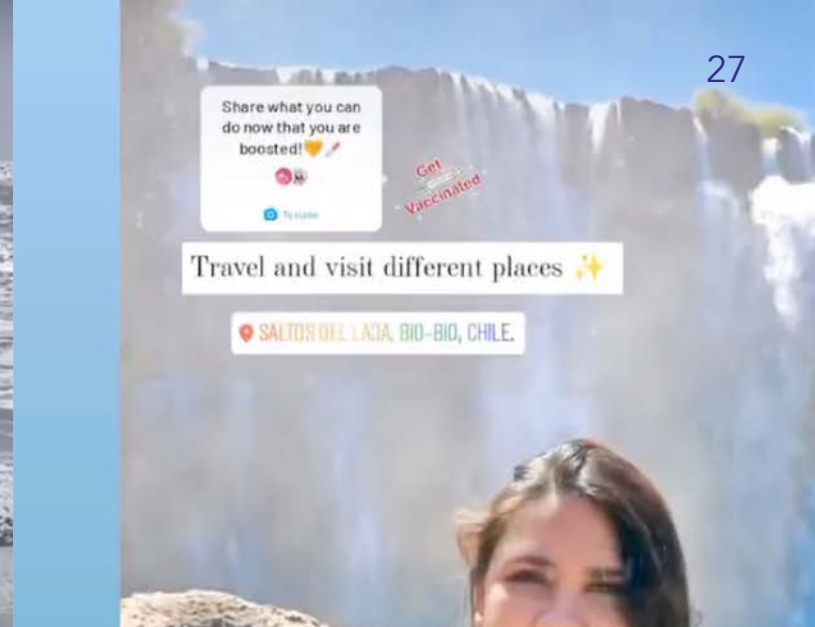 27
Share what you can
do now that you are
boosted!🧡
Get
Vaccinated
Travel and visit different places ✨
SALTOS DEL LAJA, BIO-BIO, CHILE.